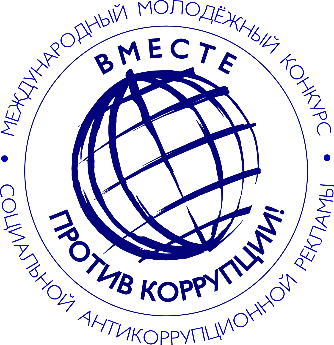 МЕЖДУНАРОДНЫЙ МОЛОДЁЖНЫЙ КОНКУРС
СОЦИАЛЬНОЙ АНТИКОРРУПЦИОННОЙ РЕКЛАМЫ
ВМЕСТЕ
ПРОТИВ КОРРУПЦИИ!